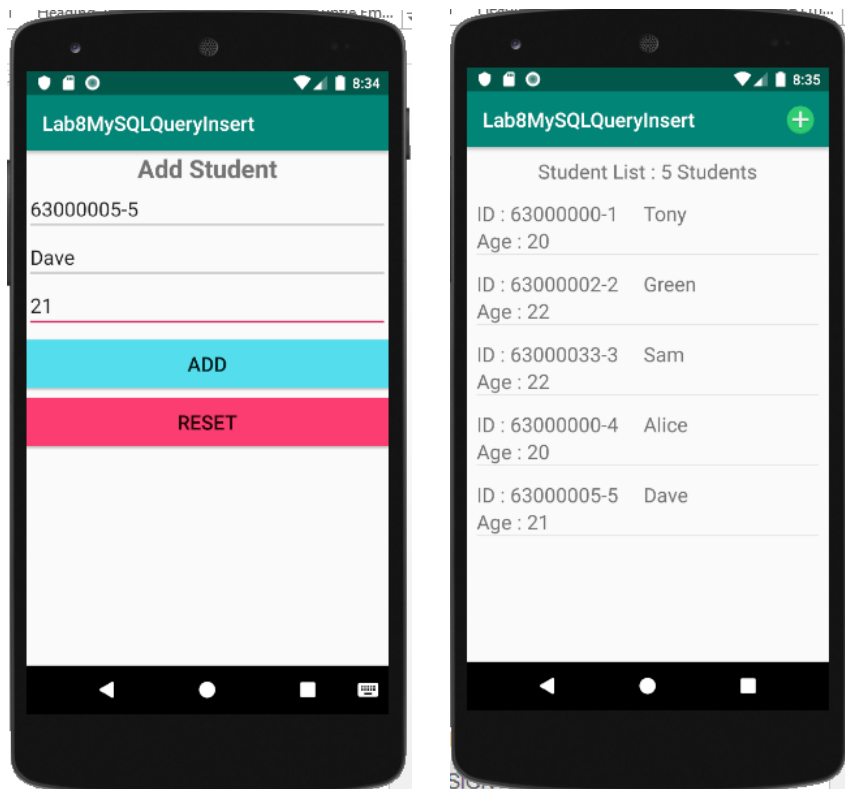 8:34
Lab8MySQLQueryInsert
Add Student
63000005-5
Dave
21
ADD
RESET
8:35
Lab8MySQLQueryInsert
Student List : 5 Students
ID : 63000000-1 Tony
Age : 20
ID : 63000002-2 Green
Age : 22
ID : 63000033-3 Sam
Age : 22
ID : 63000000-4 Alice
Age : 20
ID : 63000005-5 Dave
Age : 21